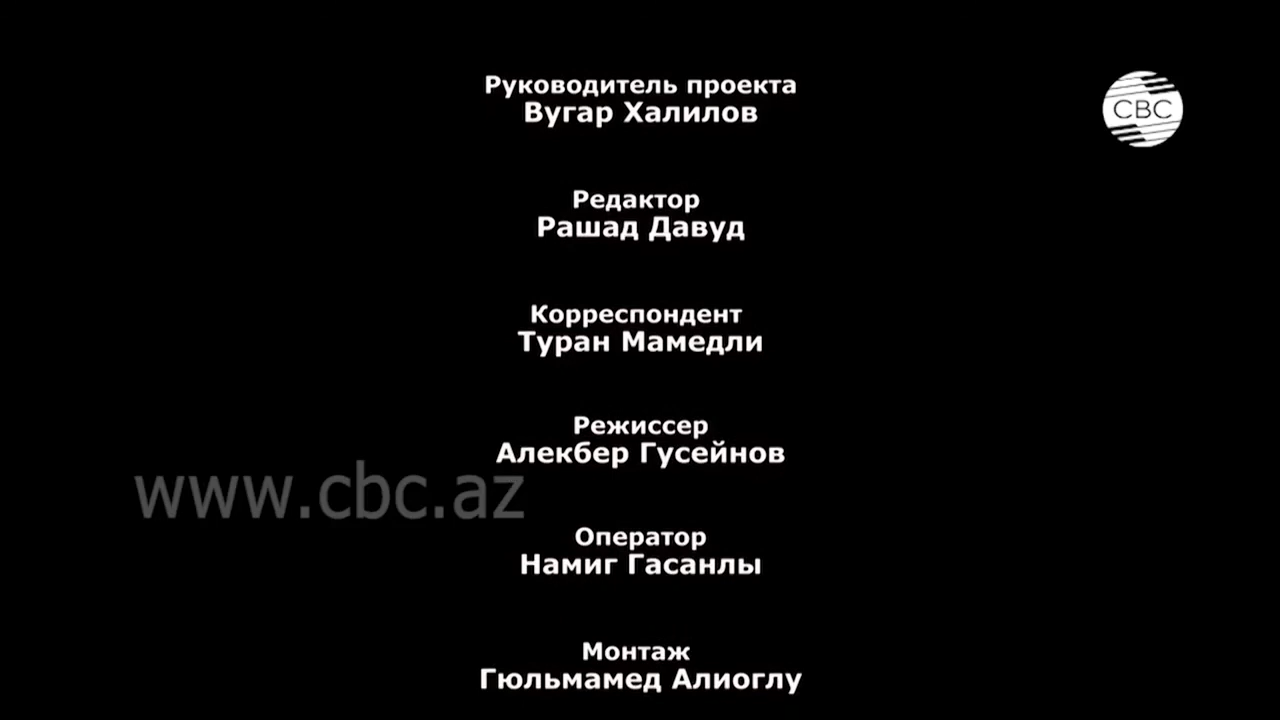 Руководитель проекта
Вугар Халилов
CBC
Редактор
Рашад Давуд
Корреспондент
Туран Мамедли
Режиссер
Алекбер Гусейнов
www.cbc.az
Оператор
Намиг Гасанлы
Монтаж
Гюльмамед Алиоглу